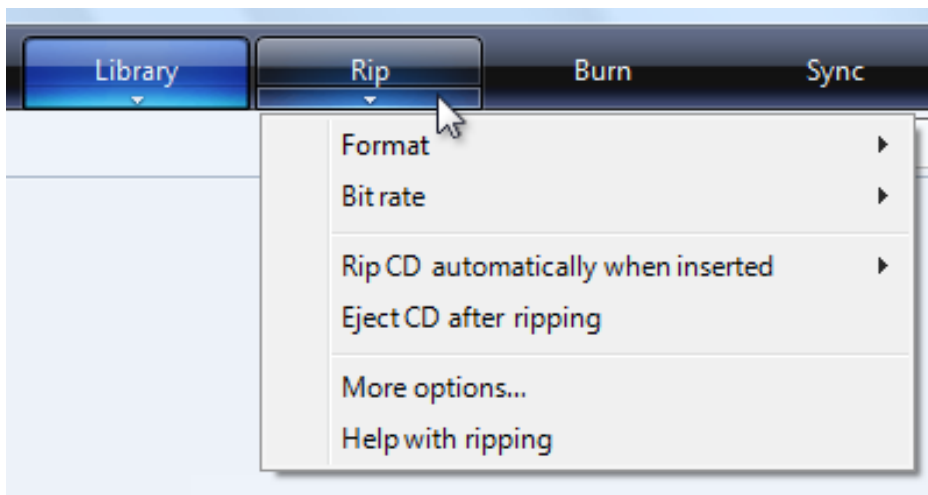 Library Rip Burn Sync
Format
Bit rate
Rip CD automatically when inserted
Eject CD after ripping
More options...
Help with ripping